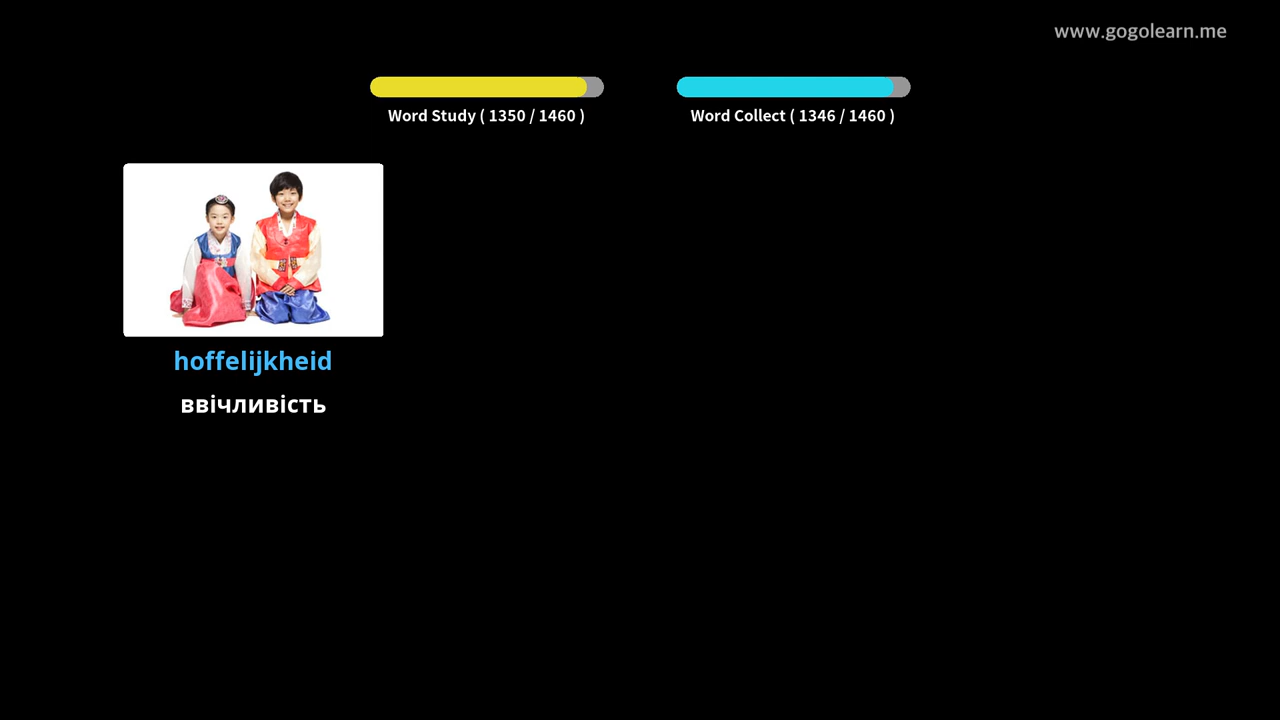 www.gogolearn.me
Word Study ( 1350 / 1460 )
Word Collect ( 1346 / 1460 )
hoffelijkheid
ввічливість